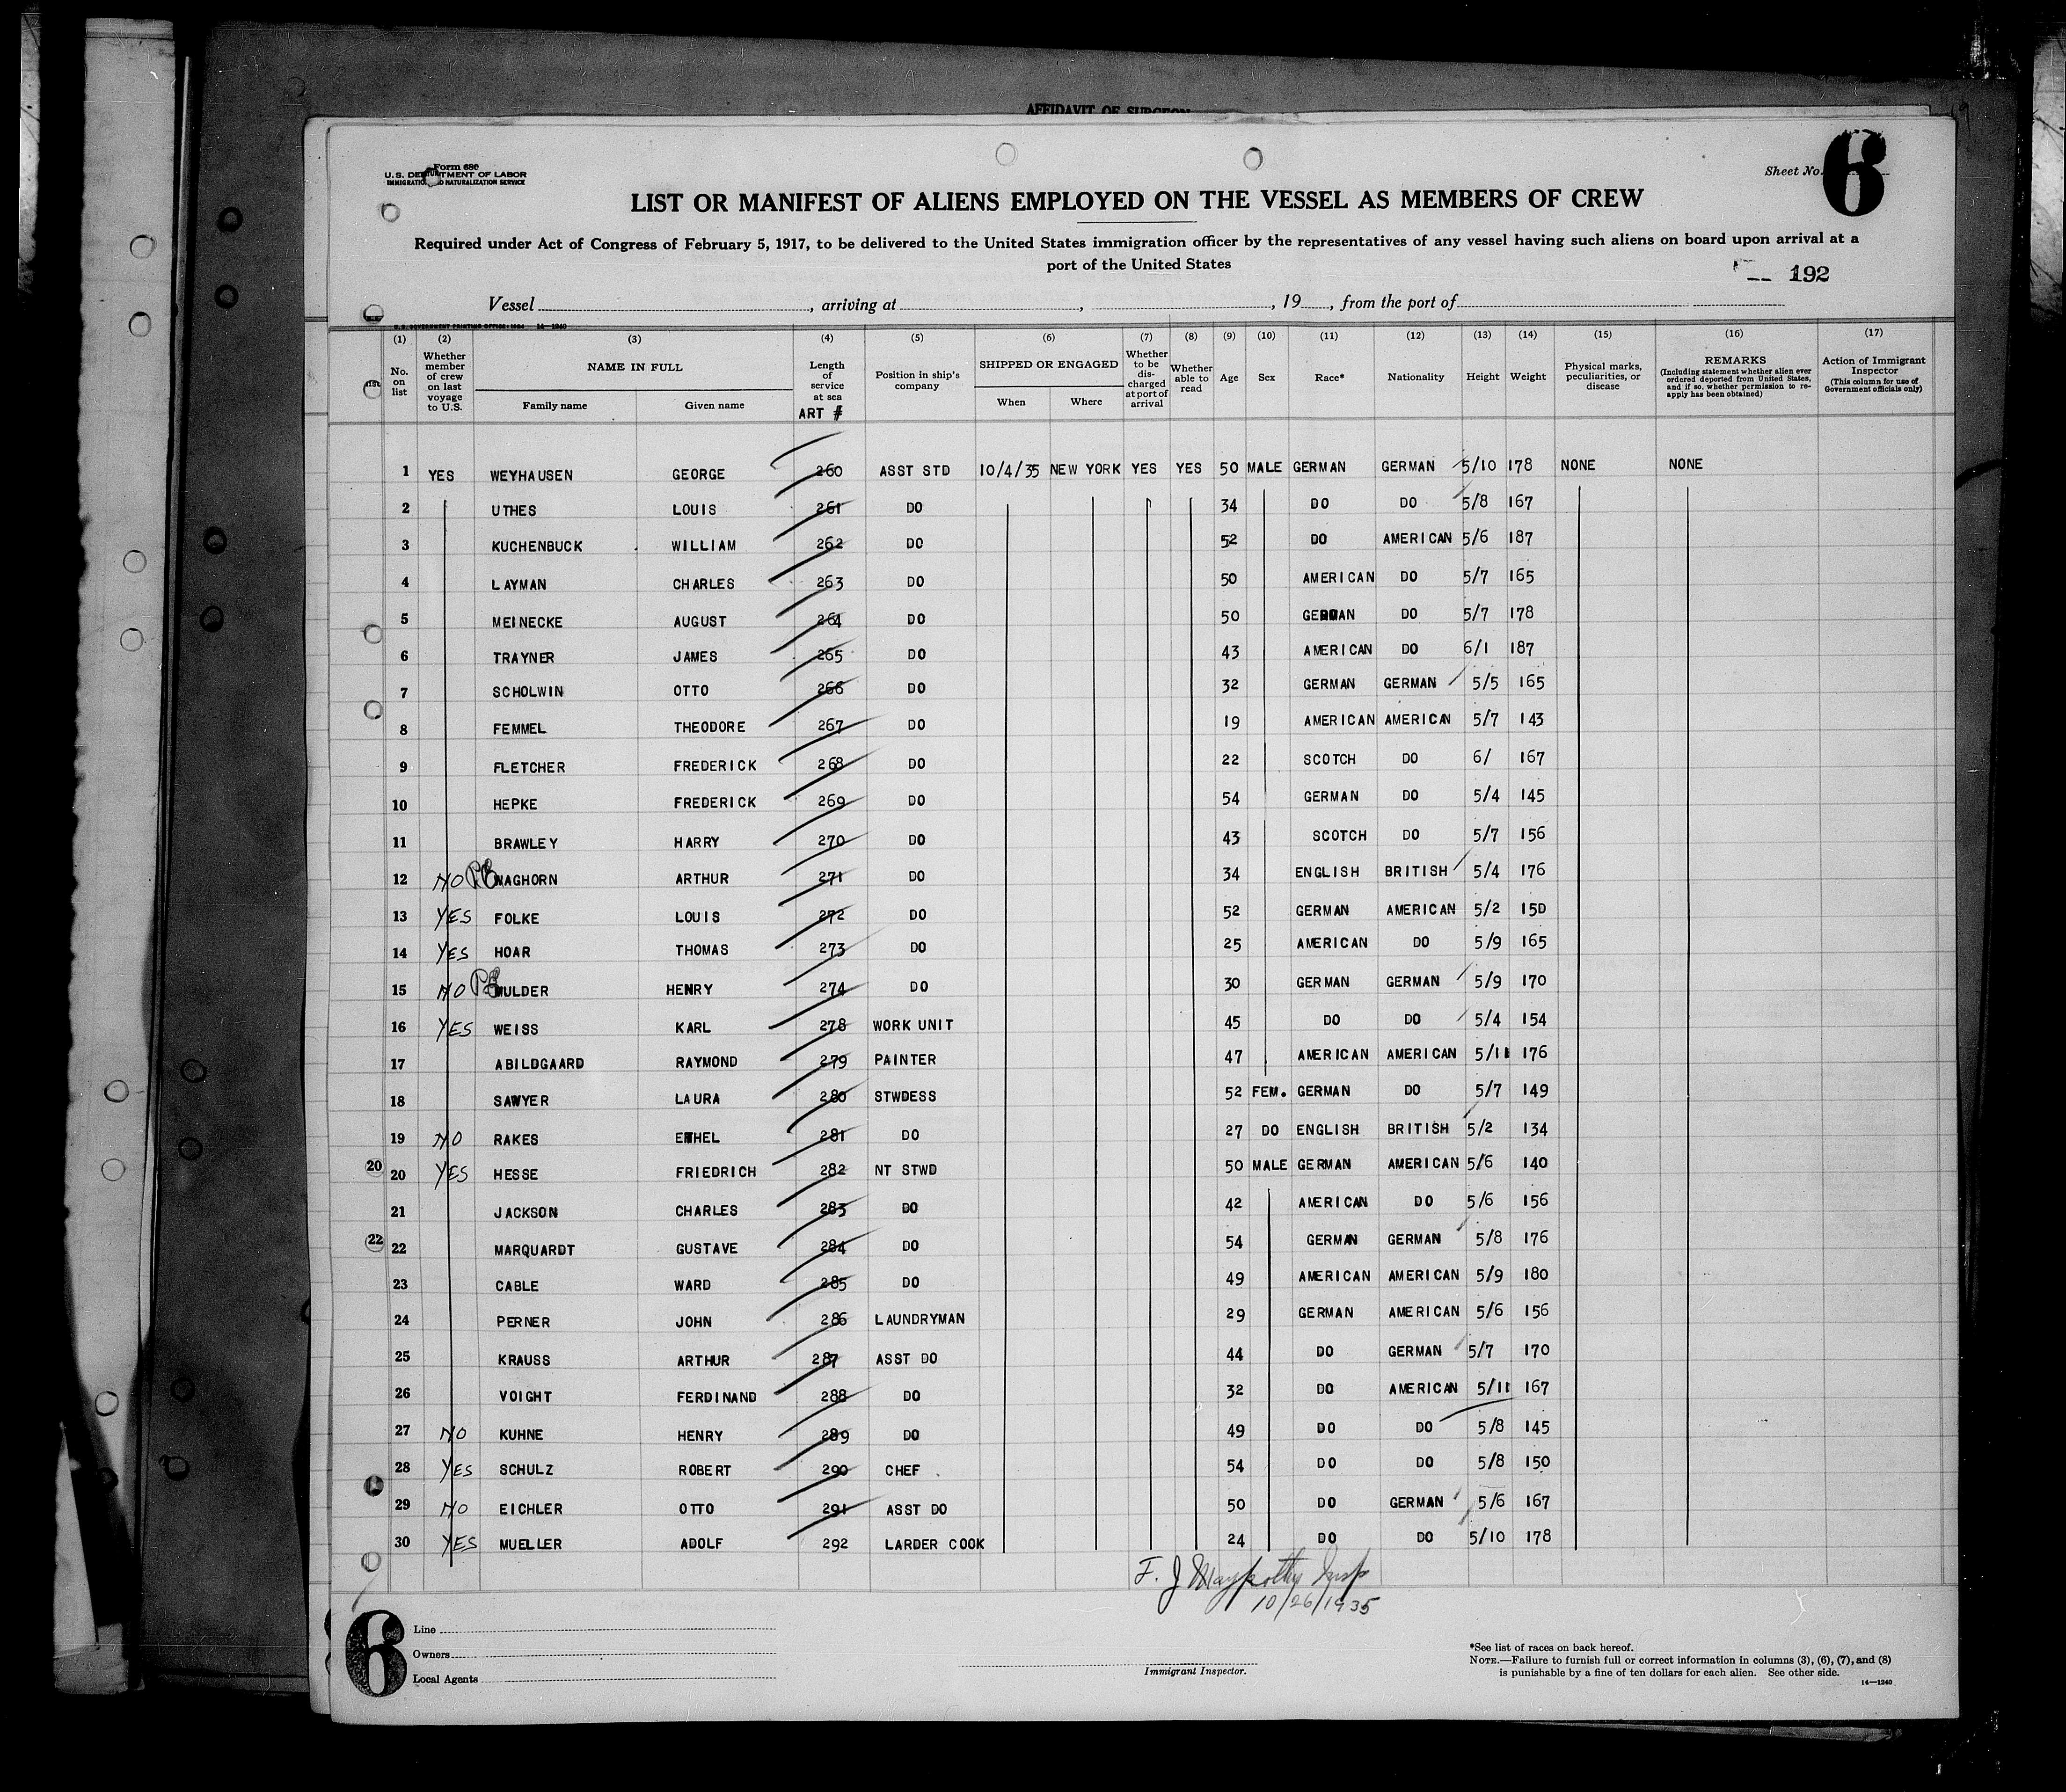 AFFIDAVIT OF SURGEON
Form 680
U.S. DEPARTMENT OF LABOR
IMMIGRATION AND NATURALIZATION SERVICE
Sheet No. 6
LIST OR MANIFEST OF ALIENS EMPLOYED ON THE VESSEL AS MEMBERS OF CREW
Required under Act of Congress of February 5, 1917, to be delivered to the United States immigration officer by the representatives of any vessel having such aliens on board upon arrival at a
port of the United States
192
Vessel , arriving at , , 19 , from the port of
U. S. GOVERNMENT PRINTING OFFICE: 1934 14—1240
(1) (2) (3) (4) (5) (6) (7) (8) (9) (10) (11) (12) (13) (14) (15) (16) (17)
No. on list
Whether member of crew on last voyage to U.S.
NAME IN FULL
Family name Given name
Length of service at sea
ART #
Position in ship's company
SHIPPED OR ENGAGED
When Where
Whether to be discharged at port of arrival
Whether able to read
Age Sex Race* Nationality Height Weight
Physical marks, peculiarities, or disease
REMARKS
(Including statement whether alien ever ordered deported from United States, and if so, whether permission to reapply has been obtained)
Action of Immigrant Inspector
(This column for use of Government officials only)
1 YES WEYHAUSEN GEORGE 260 ASST STD 10/4/35 NEW YORK YES YES 50 MALE GERMAN GERMAN 5/10 178 NONE NONE
2 UTHES LOUIS 261 DO 34 DO DO 5/8 167
3 KUCHENBUCK WILLIAM 262 DO 52 DO AMERICAN 5/6 187
4 LAYMAN CHARLES 263 DO 50 AMERICAN DO 5/7 165
5 MEINECKE AUGUST 264 DO 50 GERMAN DO 5/7 178
6 TRAYNER JAMES 265 DO 43 AMERICAN DO 6/1 187
7 SCHOLWIN OTTO 266 DO 32 GERMAN GERMAN 5/5 165
8 FEMMEL THEODORE 267 DO 19 AMERICAN AMERICAN 5/7 143
9 FLETCHER FREDERICK 268 DO 22 SCOTCH DO 6/ 167
10 HEPKE FREDERICK 269 DO 54 GERMAN DO 5/4 145
11 BRAWLEY HARRY 270 DO 43 SCOTCH DO 5/7 156
12 NO WAGHORN ARTHUR 271 DO 34 ENGLISH BRITISH 5/4 176
13 YES FOLKE LOUIS 272 DO 52 GERMAN AMERICAN 5/2 150
14 YES HOAR THOMAS 273 DO 25 AMERICAN DO 5/9 165
15 NO MULDER HENRY 274 DO 30 GERMAN GERMAN 5/9 170
16 YES WEISS KARL 278 WORK UNIT 45 DO DO 5/4 154
17 ABILDGAARD RAYMOND 279 PAINTER 47 AMERICAN AMERICAN 5/11 176
18 SAWYER LAURA 280 STWDESS 52 FEM. GERMAN DO 5/7 149
19 NO RAKES ETHEL 281 DO 27 DO ENGLISH BRITISH 5/2 134
20 20 YES HESSE FRIEDRICH 282 NT STWD 50 MALE GERMAN AMERICAN 5/6 140
21 JACKSON CHARLES 283 DO 42 AMERICAN DO 5/6 156
22 22 MARQUARDT GUSTAVE 284 DO 54 GERMAN GERMAN 5/8 176
23 CABLE WARD 285 DO 49 AMERICAN AMERICAN 5/9 180
24 PERNER JOHN 286 LAUNDRYMAN 29 GERMAN AMERICAN 5/6 156
25 KRAUSS ARTHUR 287 ASST DO 44 DO GERMAN 5/7 170
26 VOIGHT FERDINAND 288 DO 32 DO AMERICAN 5/11 167
27 NO KUHNE HENRY 289 DO 49 DO DO 5/8 145
28 YES SCHULZ ROBERT 290 CHEF 54 DO DO 5/8 150
29 NO EICHLER OTTO 291 ASST DO 50 DO GERMAN 5/6 167
30 YES MUELLER ADOLF 292 LARDER COOK 24 DO DO 5/10 178
F. J.
10/26/1935
6
Line
Owners
Local Agents
Immigrant Inspector.
*See list of races on back hereof.
NOTE.—Failure to furnish full or correct information in columns (3), (6), (7), and (8)
is punishable by a fine of ten dollars for each alien. See other side.
14—1240